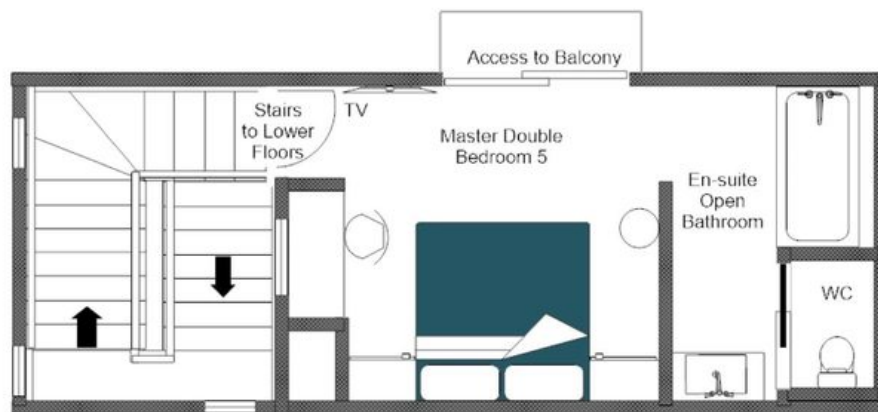 Access to Balcony
Stairs
to Lower
Floors
TV
Master Double
Bedroom 5
En-suite
Open
Bathroom
WC